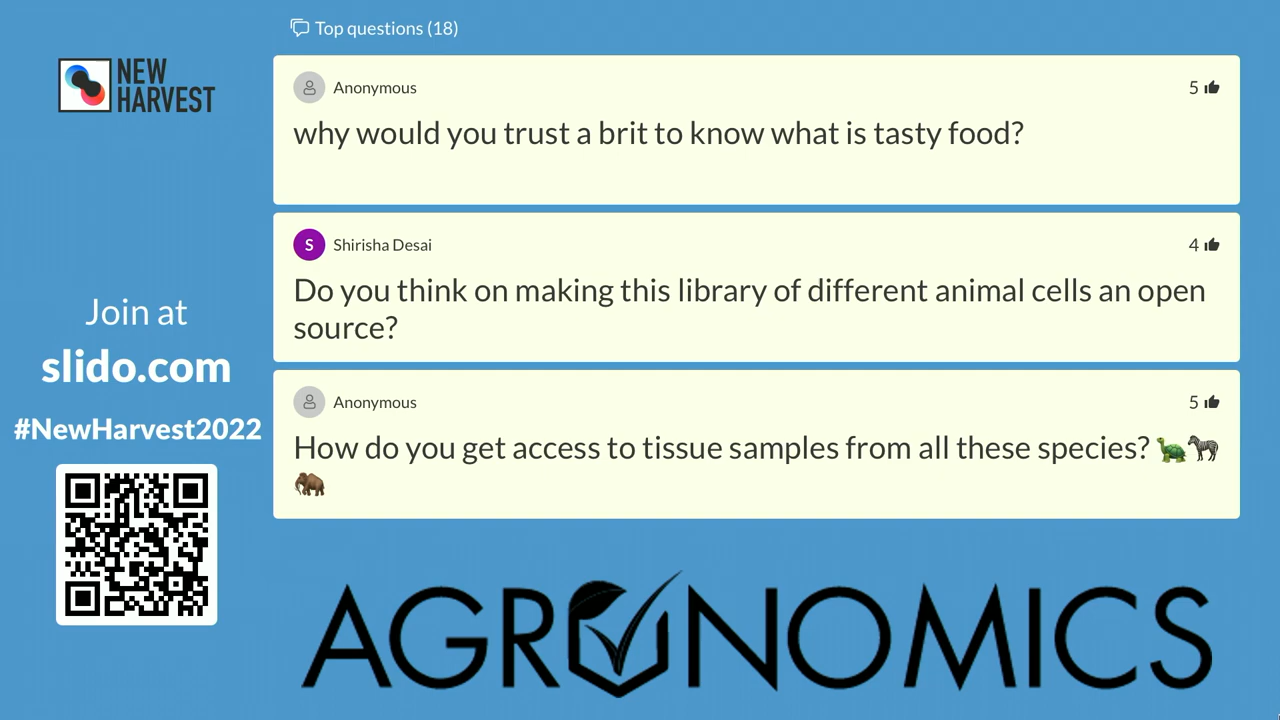 Top questions (18)
NEW
HARVEST
Anonymous
5
why would you trust a brit to know what is tasty food?
S
Shirisha Desai
4
Do you think on making this library of different animal cells an open
source?
Anonymous
5
How do you get access to tissue samples from all these species? 🐢🦓
🦣
Join at
slido.com
#NewHarvest2022
AGRONOMICS